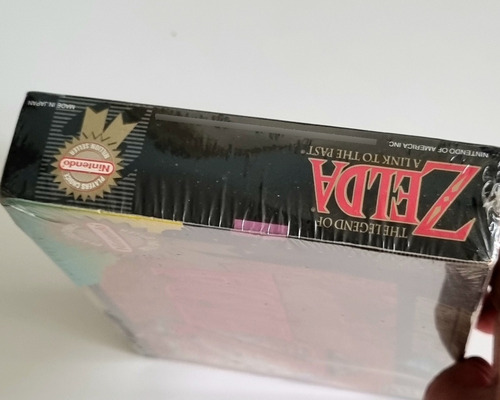 THE LEGEND OF
ZELDA
A LINK TO THE PAST
NINTENDO OF AMERICA INC.
Nintendo
PLAYERS CHOICE
MILLION SELLER
MADE IN JAPAN